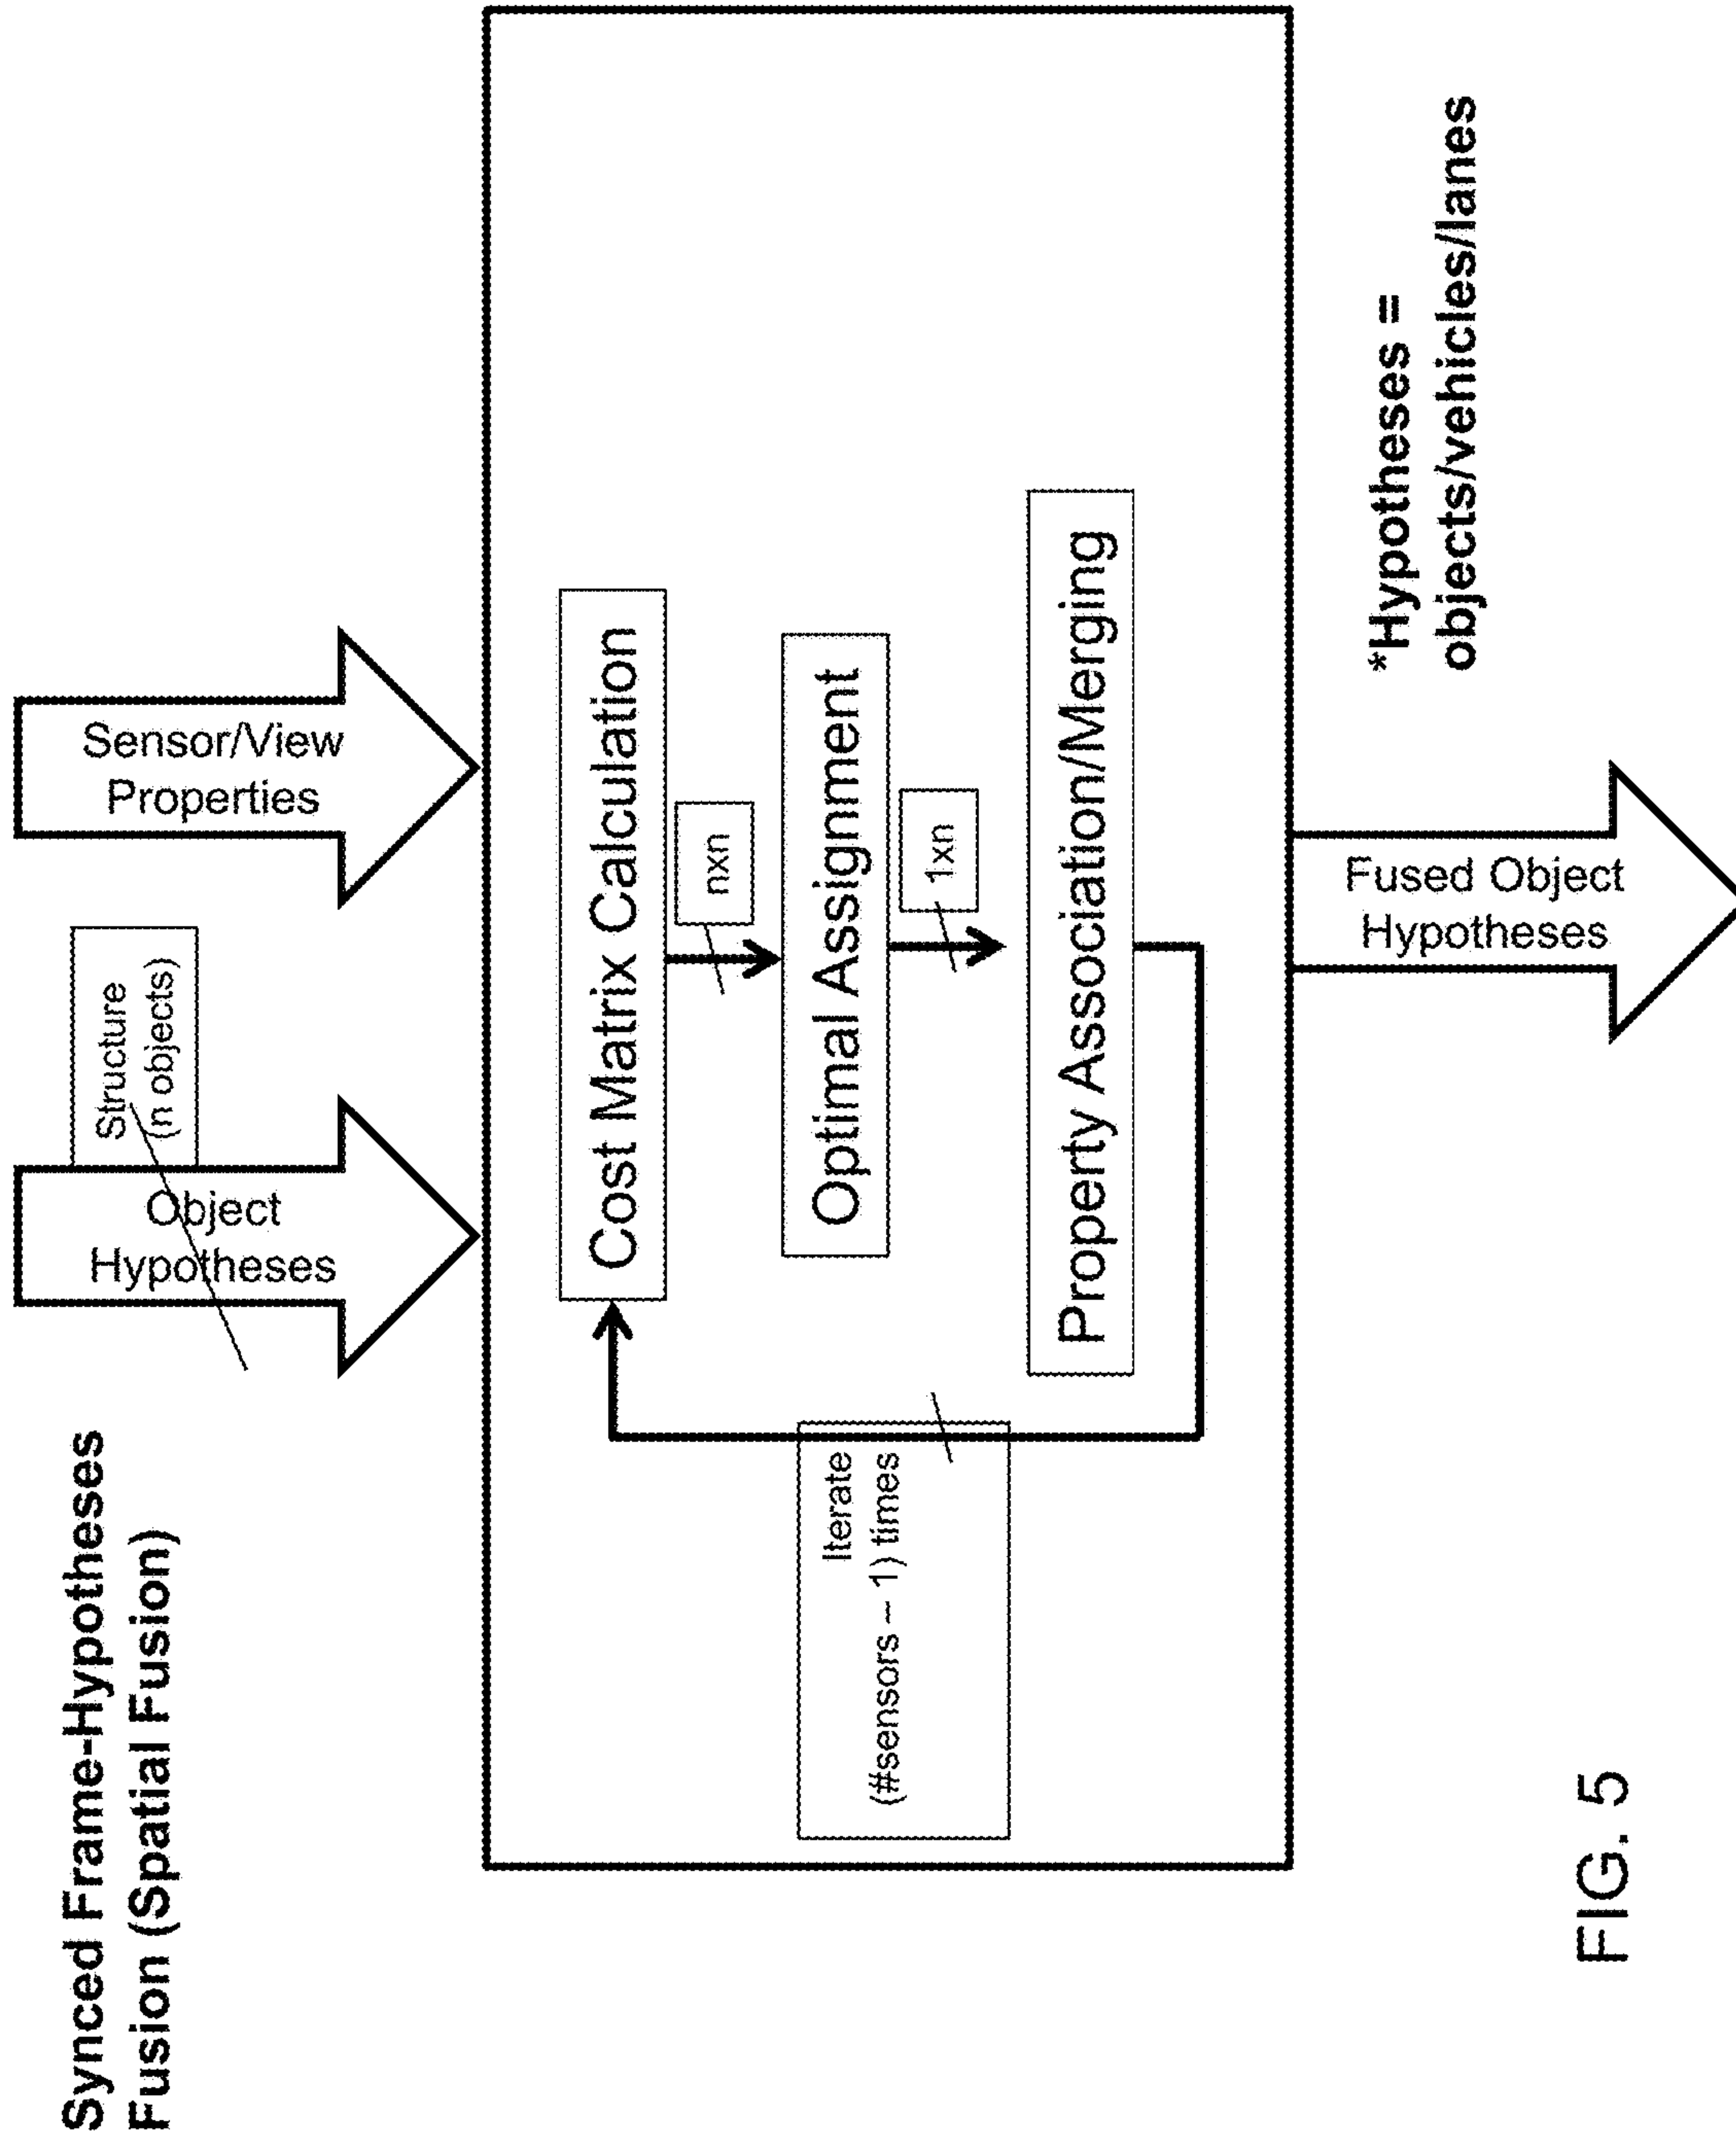 Synced Frame-Hypotheses
Fusion (Spatial Fusion)
Structure
(n objects)
Object
Hypotheses
Sensor/View
Properties
Cost Matrix Calculation
nxn
Optimal Assignment
1xn
Property Association/Merging
Iterate
(#sensors – 1) times
Fused Object
Hypotheses
*Hypotheses =
objects/vehicles/lanes
FIG. 5